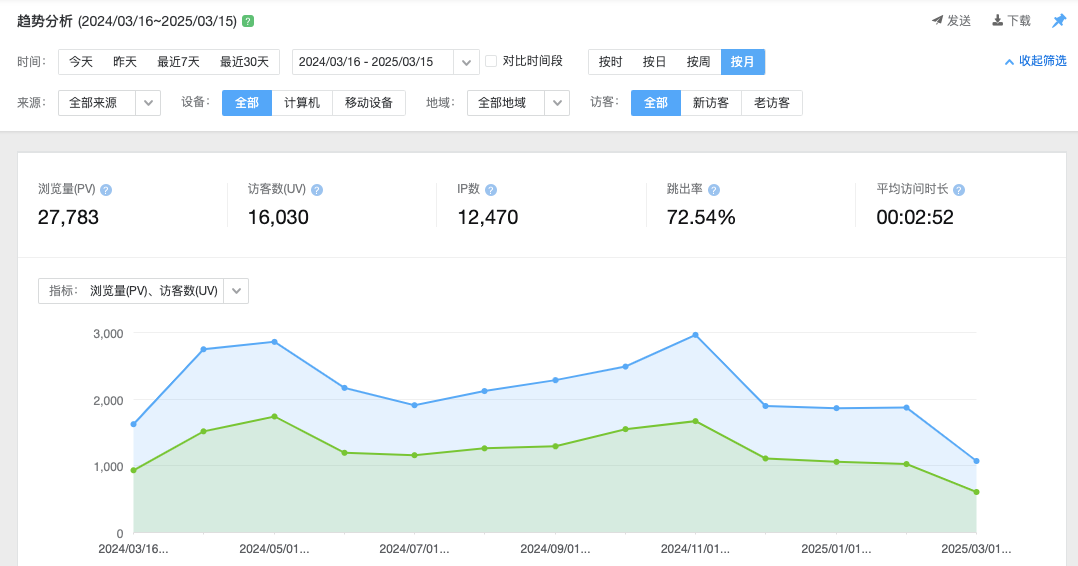 趋势分析 (2024/03/16~2025/03/15) ? 发送 下载
时间: 今天 昨天 最近7天 最近30天 2024/03/16 - 2025/03/15 对比时间段 按时 按日 按周 按月 收起筛选
来源: 全部来源 设备: 全部 计算机 移动设备 地域: 全部地域 访客: 全部 新访客 老访客
浏览量(PV) ? 访客数(UV) ? IP数 ? 跳出率 ? 平均访问时长 ?
27,783 16,030 12,470 72.54% 00:02:52
指标: 浏览量(PV)、访客数(UV)
3,000
2,000
1,000
0
2024/03/16... 2024/05/01... 2024/07/01... 2024/09/01... 2024/11/01... 2025/01/01... 2025/03/01...